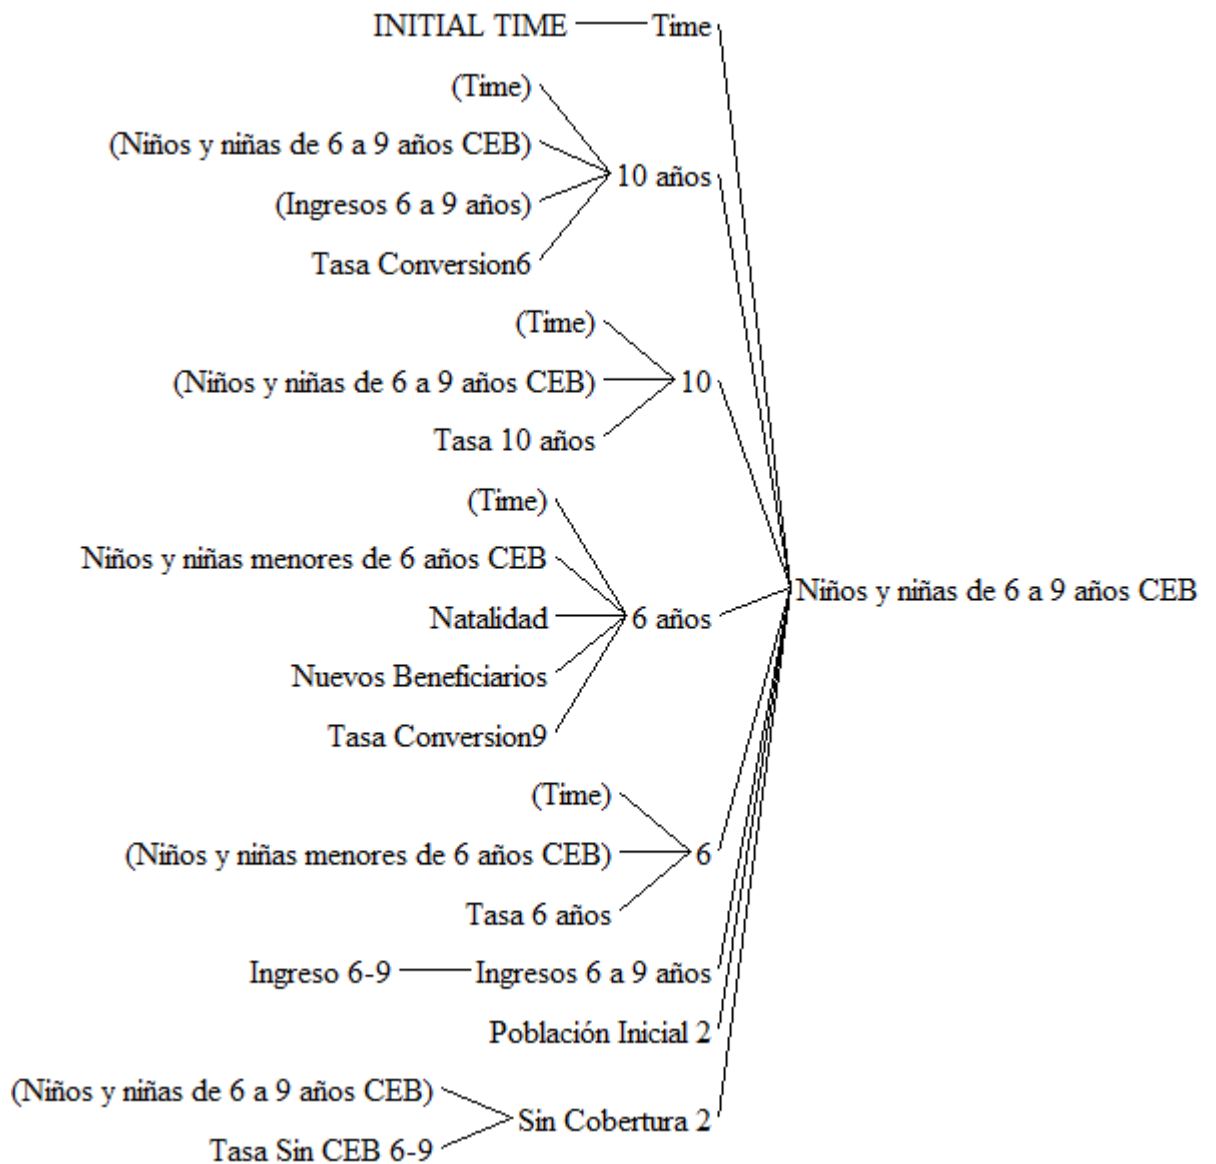 INITIAL TIME Time
(Time)
(Niños y niñas de 6 a 9 años CEB)
10 años
(Ingresos 6 a 9 años)
Tasa Conversion6
(Time)
(Niños y niñas de 6 a 9 años CEB) 10
Tasa 10 años
(Time)
Niños y niñas menores de 6 años CEB
Niños y niñas de 6 a 9 años CEB
Natalidad 6 años
Nuevos Beneficiarios
Tasa Conversion9
(Time)
(Niños y niñas menores de 6 años CEB) 6
Tasa 6 años
Ingreso 6-9 Ingresos 6 a 9 años
Población Inicial 2
(Niños y niñas de 6 a 9 años CEB)
Sin Cobertura 2
Tasa Sin CEB 6-9